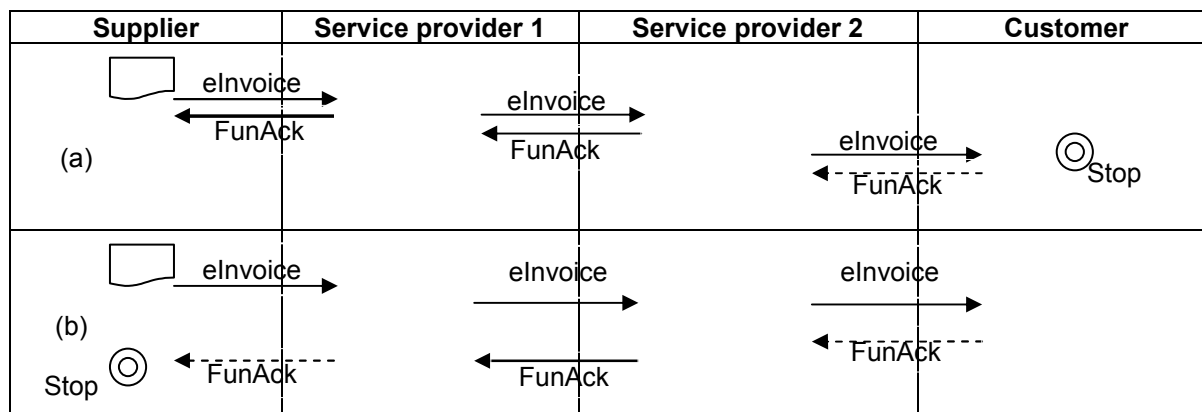 Supplier Service provider 1 Service provider 2 Customer
eInvoice
FunAck
eInvoice
FunAck
eInvoice
FunAck
(a)
Stop
eInvoice
eInvoice
eInvoice
(b)
FunAck
FunAck
FunAck
Stop